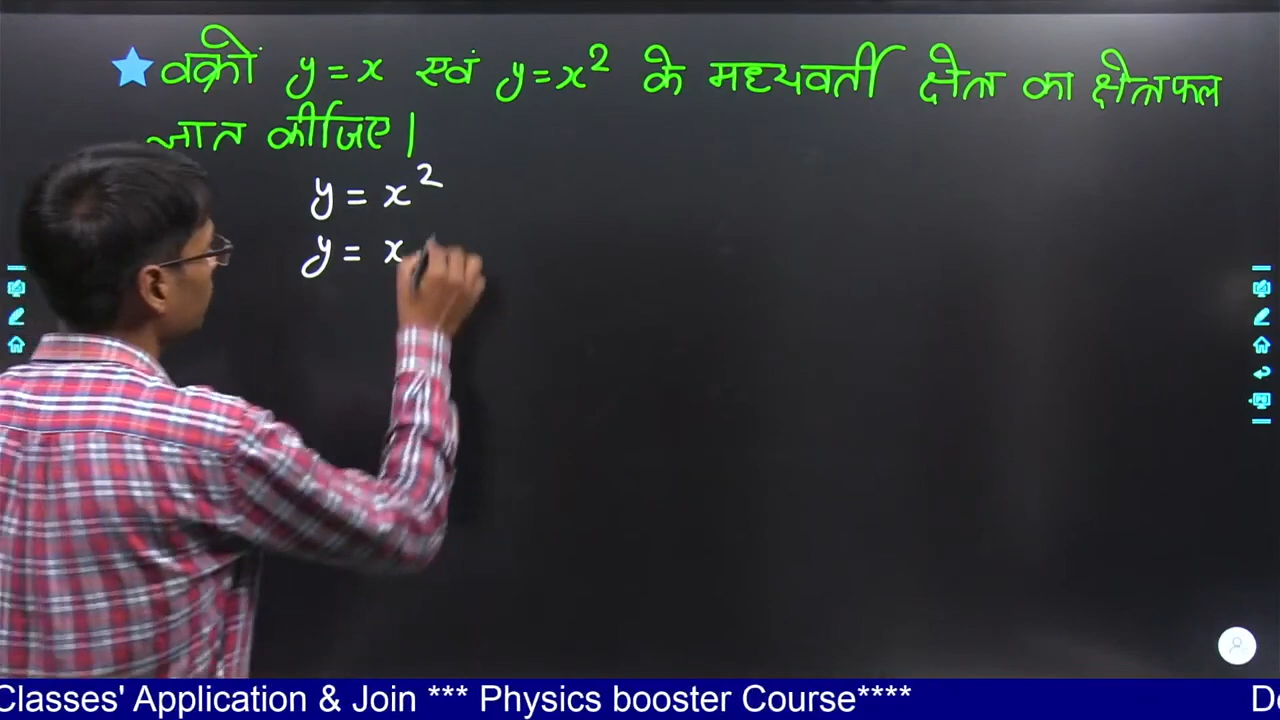 वक्रों y = x एवं y = x² के मध्यवर्ती क्षेत्र का क्षेत्रफल
ज्ञात कीजिए।
y = x²
y = x
Classes' Application & Join *** Physics booster Course****